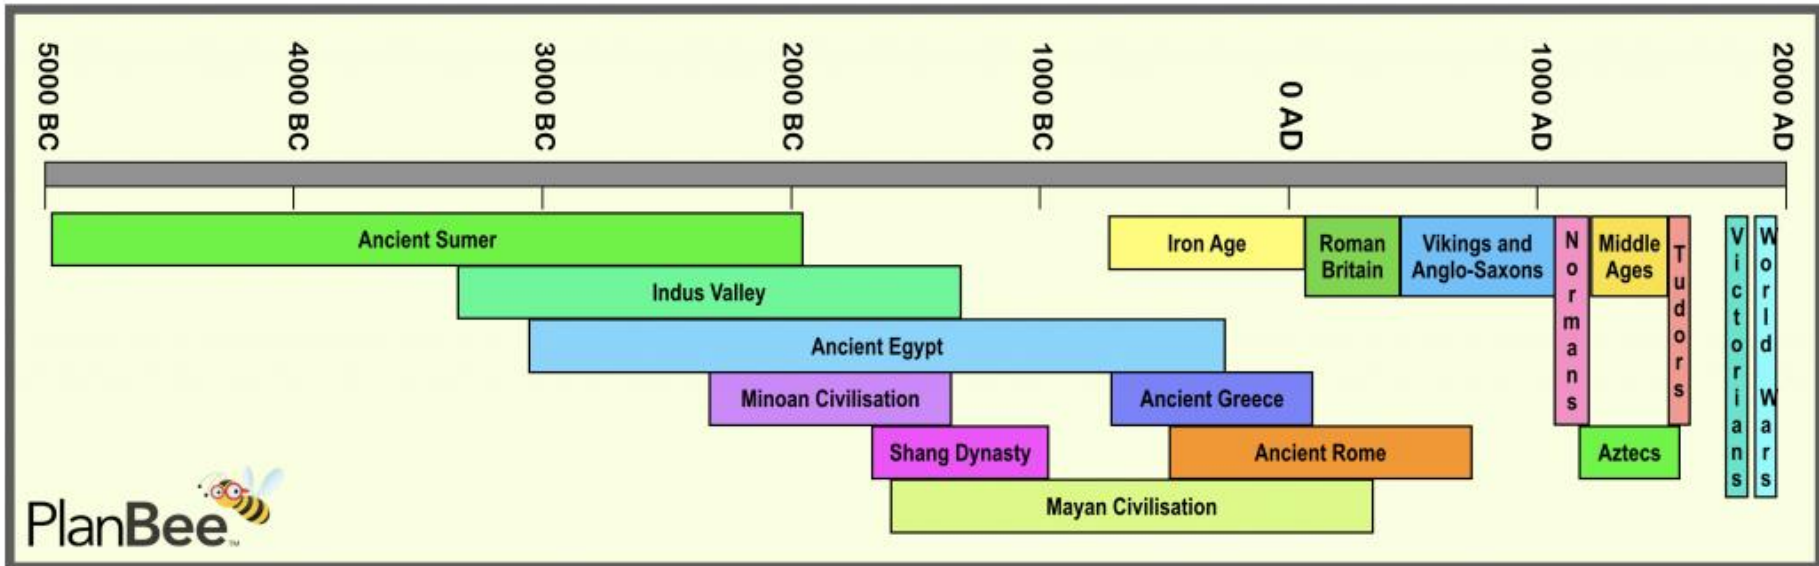 5000 BC
4000 BC
3000 BC
2000 BC
1000 BC
0 AD
1000 AD
2000 AD
Ancient Sumer
Iron Age
Roman
Britain
Vikings and
Anglo-Saxons
Normans
Middle
Ages
Tudors
Victorians
World Wars
Indus Valley
Ancient Egypt
Minoan Civilisation
Ancient Greece
Shang Dynasty
Ancient Rome
Aztecs
Mayan Civilisation
PlanBee™